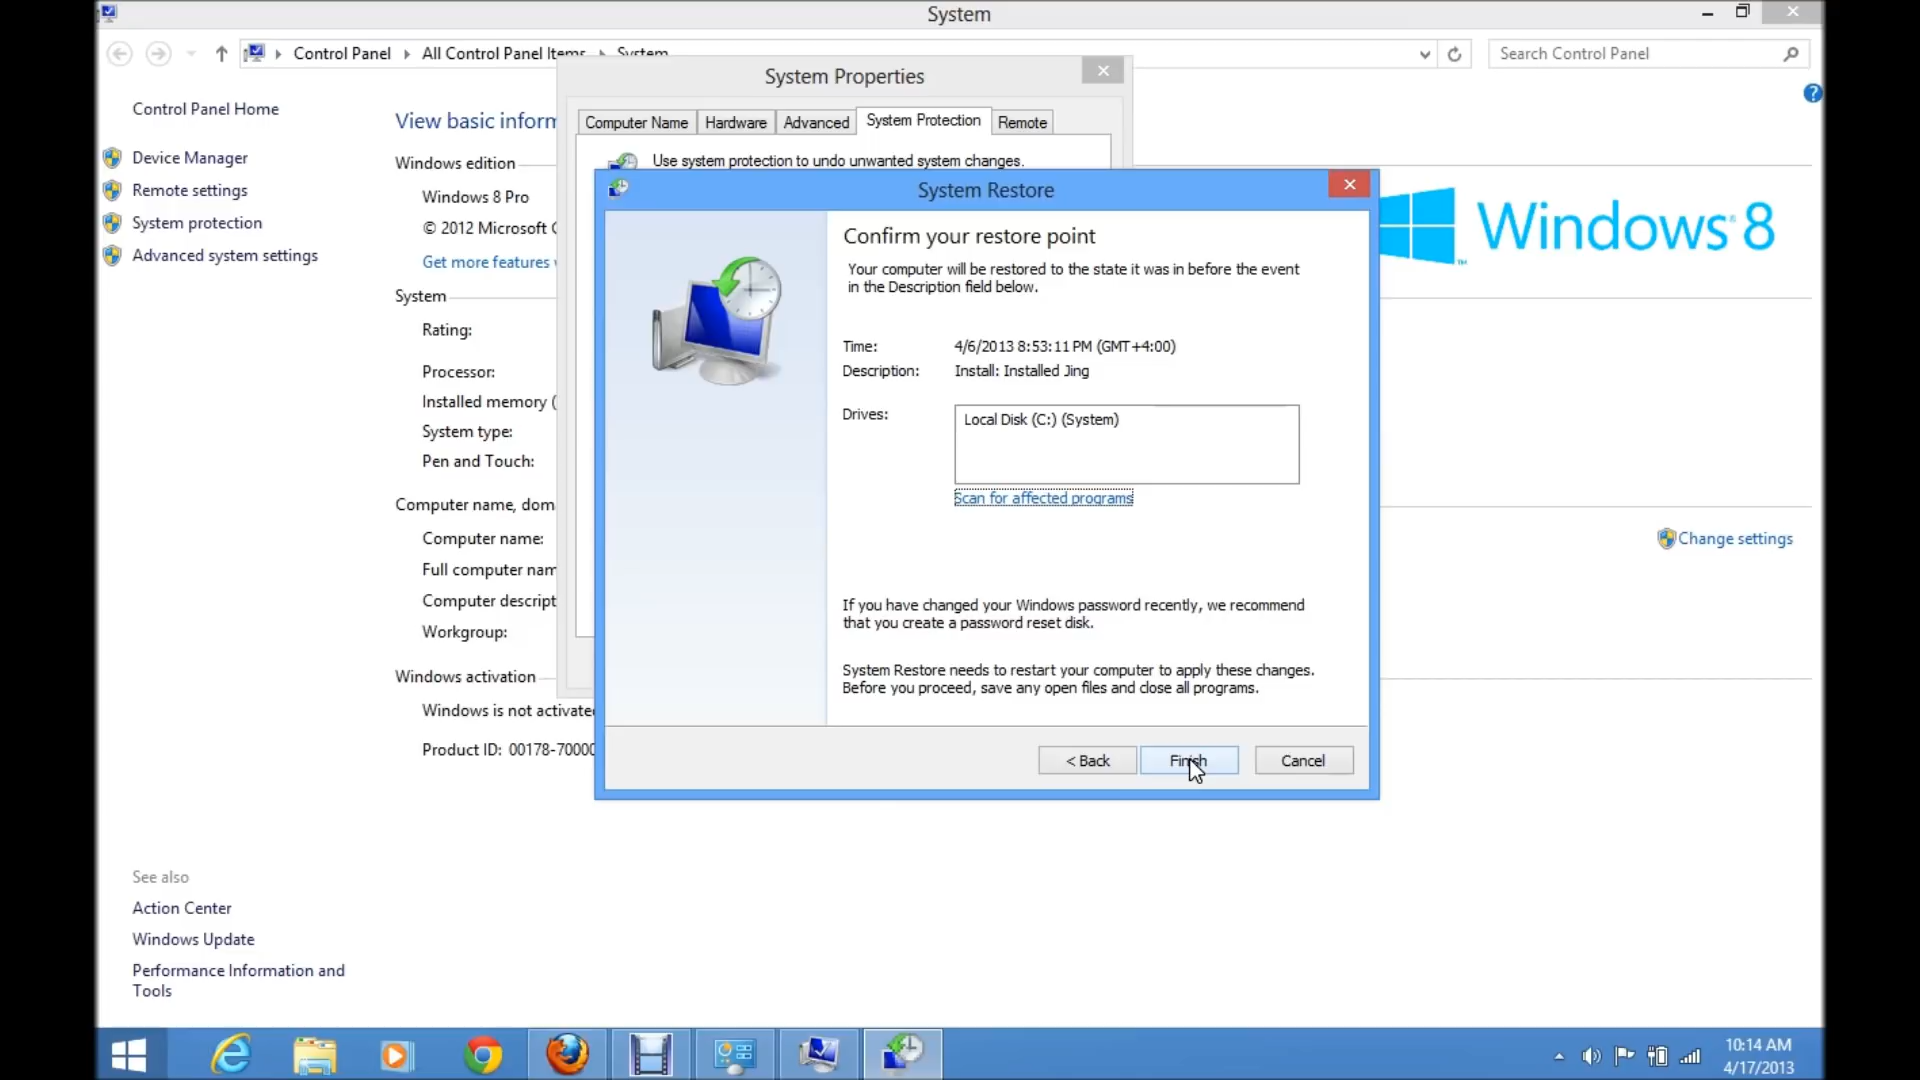 System
Control Panel
All Control Panel Items
System
Search Control Panel
System Properties
Control Panel Home
Computer Name
Hardware
Advanced
System Protection
Remote
View basic inforn
Device Manager
Windows edition
Use system protection to undo unwanted system changes.
Remote settings
Windows 8 Pro
System Restore
System protection
© 2012 Microsoft C
Windows 8
Confirm your restore point
Advanced system settings
Get more features
Your computer will be restored to the state it was in before the event
in the Description field below.
System
Rating:
Time:
4/6/2013 8:53:11 PM (GMT+4:00)
Processor:
Description:
Install: Installed Jing
Installed memory (
Drives:
Local Disk (C:) (System)
System type:
Pen and Touch:
Scan for affected programs
Computer name, dom
Computer name:
Change settings
Full computer nam
Computer descript
If you have changed your Windows password recently, we recommend
that you create a password reset disk.
Workgroup:
Windows activation
System Restore needs to restart your computer to apply these changes.
Before you proceed, save any open files and close all programs.
Windows is not activate
Product ID: 00178-70000
< Back
Finish
Cancel
See also
Action Center
Windows Update
Performance Information and
Tools
10:14 AM
4/17/2013